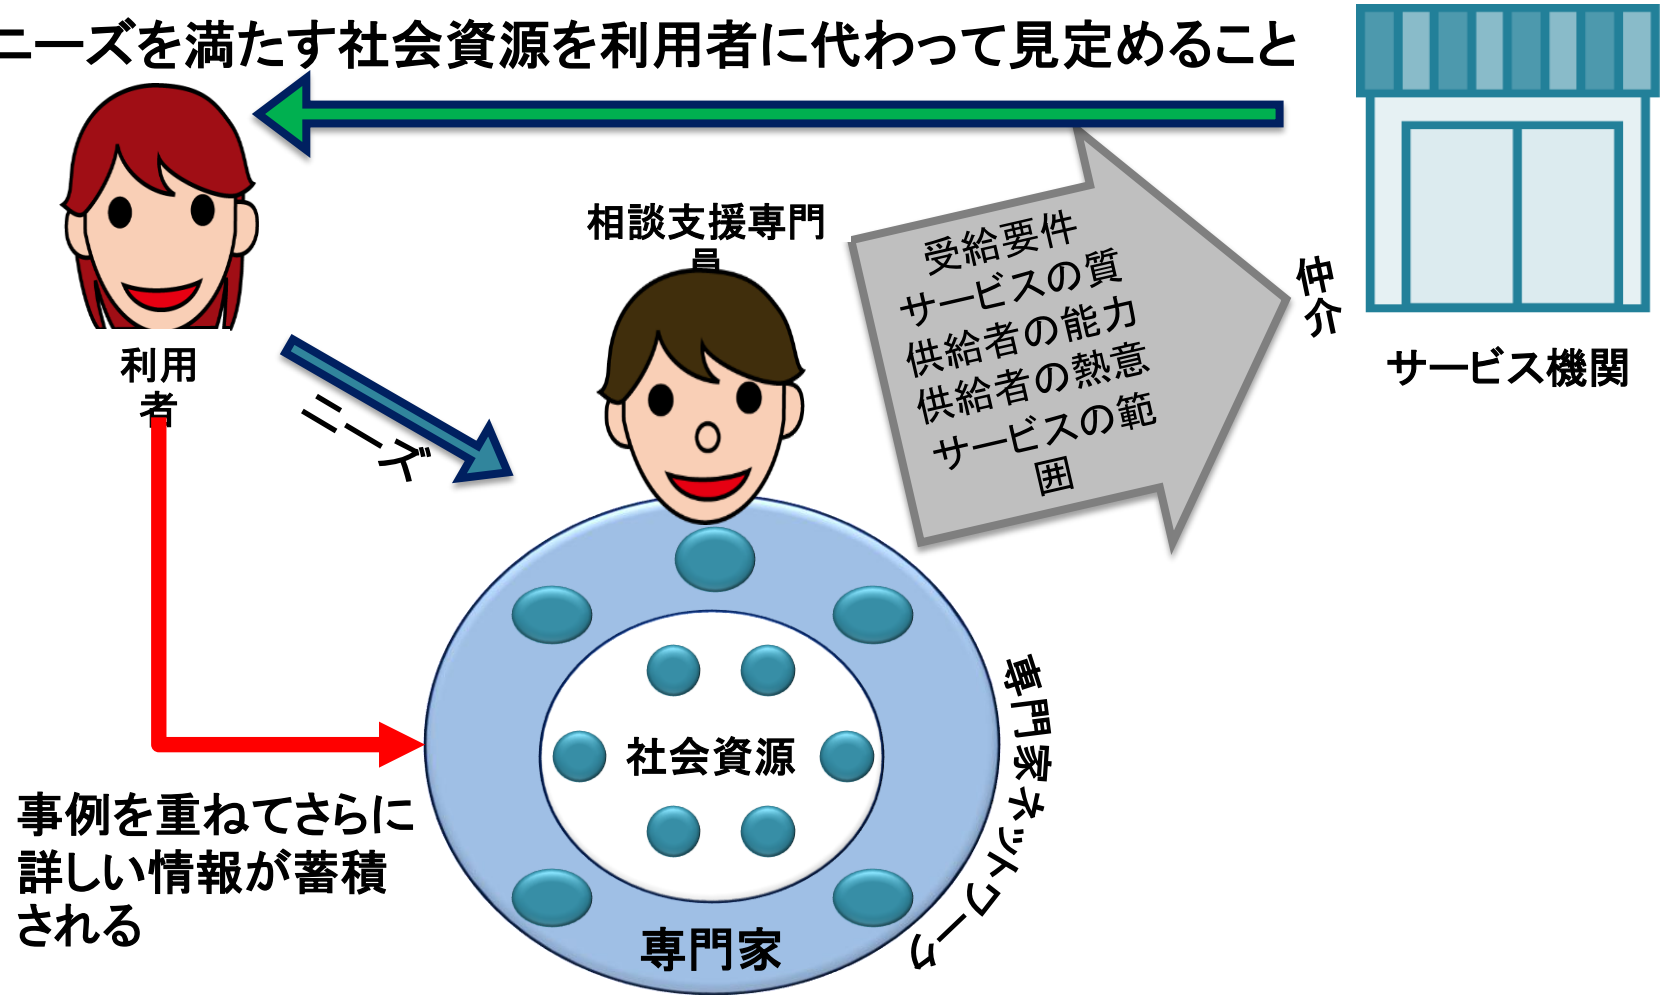 ニーズを満たす社会資源を利用者に代わって見定めること
相談支援専門
員
受給要件
サービスの質
供給者の能力
供給者の熱意
サービスの範
囲
仲介
サービス機関
利用
者
ニーズ
社会資源
専門家ネットワーク
事例を重ねてさらに
詳しい情報が蓄積
される
専門家